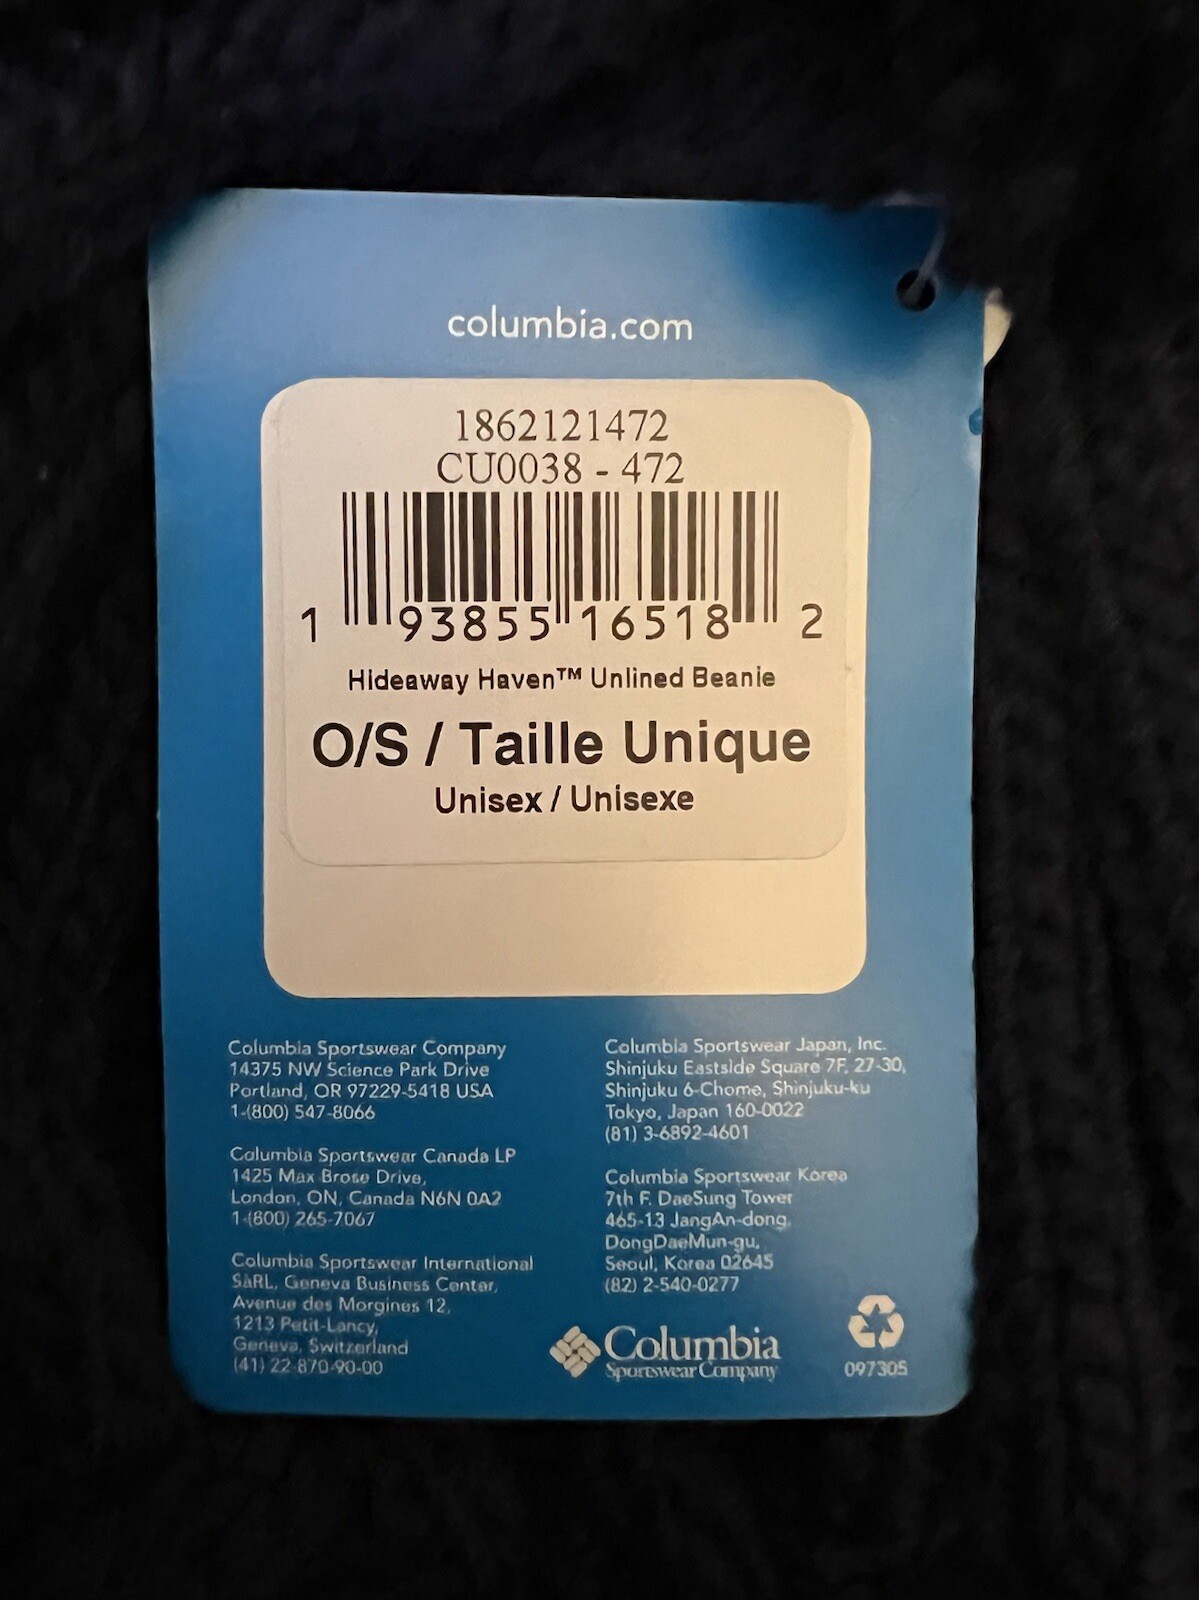 columbia.com
1862121472
CU0038 - 472
1 93855 16518 2
Hideaway Haven™ Unlined Beanie
O/S / Taille Unique
Unisex / Unisexe
Columbia Sportswear Company
14375 NW Science Park Drive
Portland, OR 97229-5418 USA
1-(800) 547-8066
Columbia Sportswear Canada LP
1425 Max Brose Drive,
London, ON, Canada N6N 0A2
1-(800) 265-7067
Columbia Sportswear International
SÀRL, Geneva Business Center,
Avenue des Morgines 12,
1213 Petit-Lancy,
Geneva, Switzerland
(41) 22-870-90-00
Columbia Sportswear Japan, Inc.
Shinjuku Eastside Square 7F, 27-30,
Shinjuku 6-Chome, Shinjuku-ku
Tokyo, Japan 160-0022
(81) 3-6892-4601
Columbia Sportswear Korea
7th F. DaeSung Tower
465-13 JangAn-dong,
DongDaeMun-gu,
Seoul, Korea 02645
(82) 2-540-0277
Columbia
Sportswear Company
097305